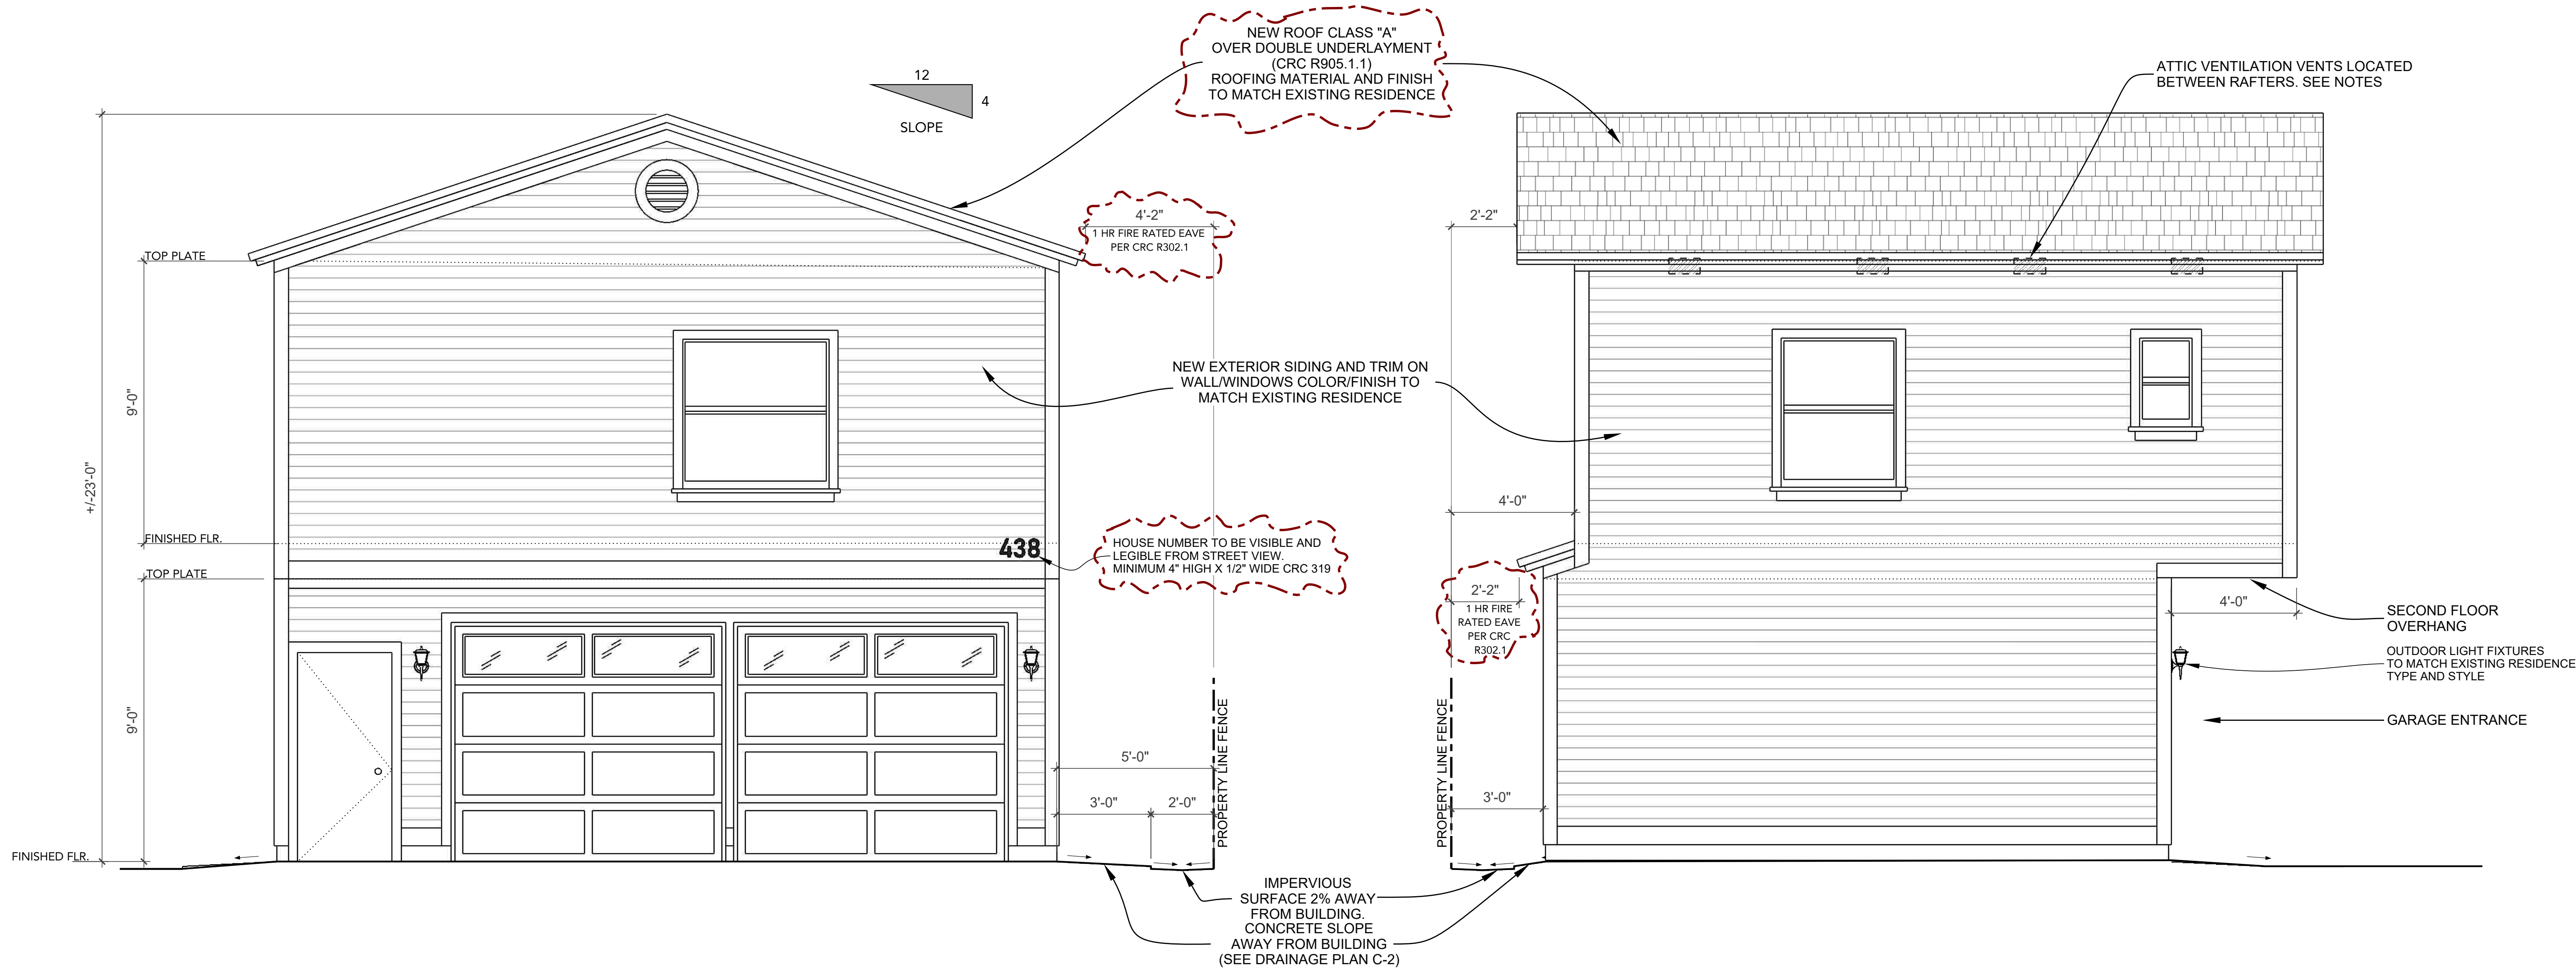 NEW ROOF CLASS "A"
OVER DOUBLE UNDERLAYMENT
(CRC R905.1.1)
ROOFING MATERIAL AND FINISH
TO MATCH EXISTING RESIDENCE
12
4
SLOPE
ATTIC VENTILATION VENTS LOCATED
BETWEEN RAFTERS. SEE NOTES
4'-2"
1 HR FIRE RATED EAVE
PER CRC R302.1
2'-2"
TOP PLATE
9'-0"
+/-23'-0"
NEW EXTERIOR SIDING AND TRIM ON
WALL/WINDOWS COLOR/FINISH TO
MATCH EXISTING RESIDENCE
4'-0"
FINISHED FLR.
438
HOUSE NUMBER TO BE VISIBLE AND
LEGIBLE FROM STREET VIEW.
MINIMUM 4" HIGH X 1/2" WIDE CRC 319
TOP PLATE
2'-2"
1 HR FIRE
RATED EAVE
PER CRC
R302.1
4'-0"
SECOND FLOOR
OVERHANG
OUTDOOR LIGHT FIXTURES
TO MATCH EXISTING RESIDENCE
TYPE AND STYLE
9'-0"
GARAGE ENTRANCE
PROPERTY LINE FENCE
PROPERTY LINE FENCE
5'-0"
3'-0"
2'-0"
3'-0"
FINISHED FLR.
IMPERVIOUS
SURFACE 2% AWAY
FROM BUILDING.
CONCRETE SLOPE
AWAY FROM BUILDING
(SEE DRAINAGE PLAN C-2)